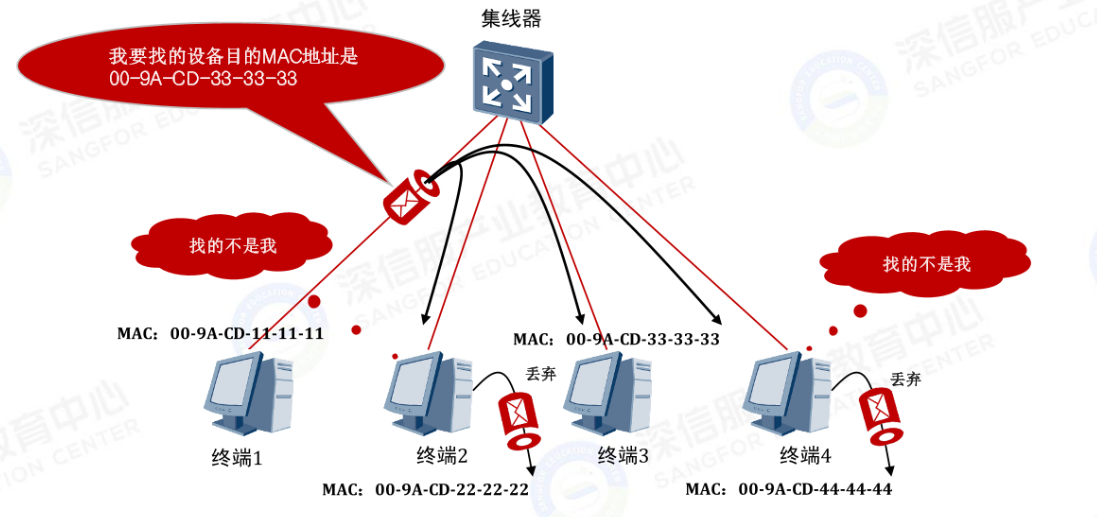 集线器
我要找的设备目的MAC地址是
00-9A-CD-33-33-33
找的不是我
找的不是我
MAC: 00-9A-CD-11-11-11
MAC: 00-9A-CD-33-33-33
丢弃
丢弃
终端1
终端2
终端3
终端4
MAC: 00-9A-CD-22-22-22
MAC: 00-9A-CD-44-44-44
深信服产业教育中心
SANGFOR EDUCATION CENTER